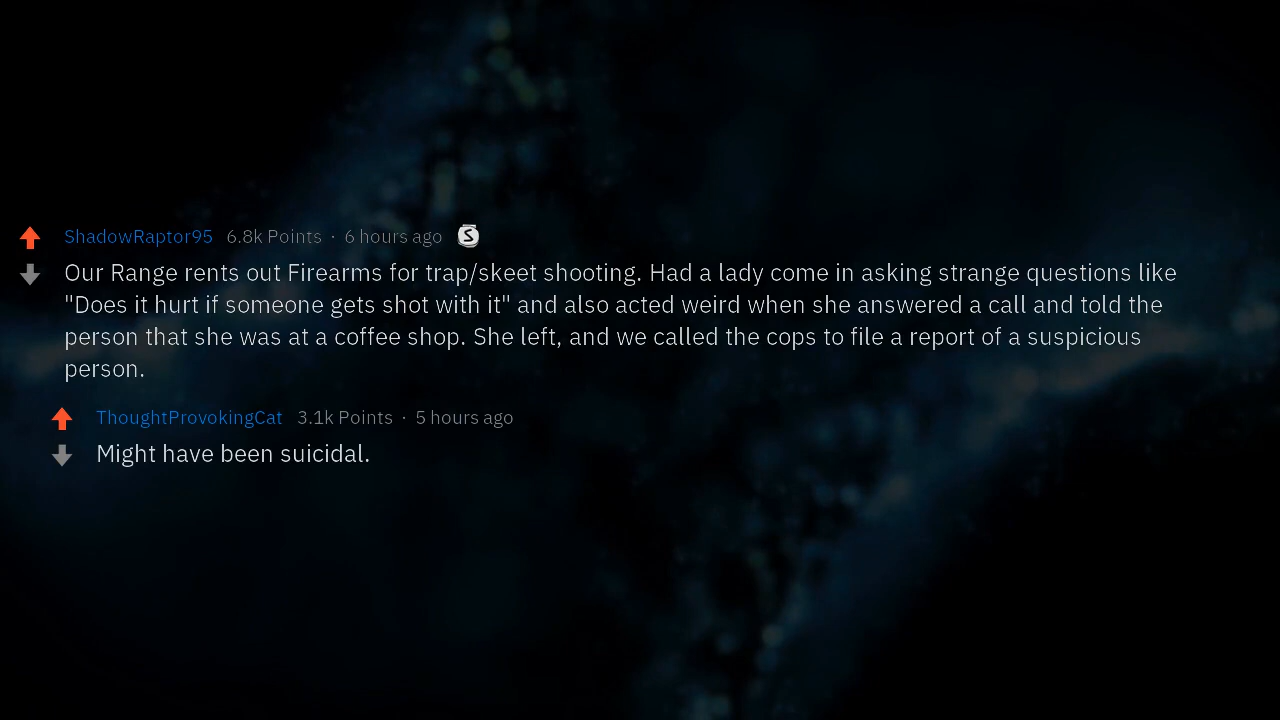 ShadowRaptor95 6.8k Points · 6 hours ago S
Our Range rents out Firearms for trap/skeet shooting. Had a lady come in asking strange questions like
"Does it hurt if someone gets shot with it" and also acted weird when she answered a call and told the
person that she was at a coffee shop. She left, and we called the cops to file a report of a suspicious
person.
ThoughtProvokingCat 3.1k Points · 5 hours ago
Might have been suicidal.